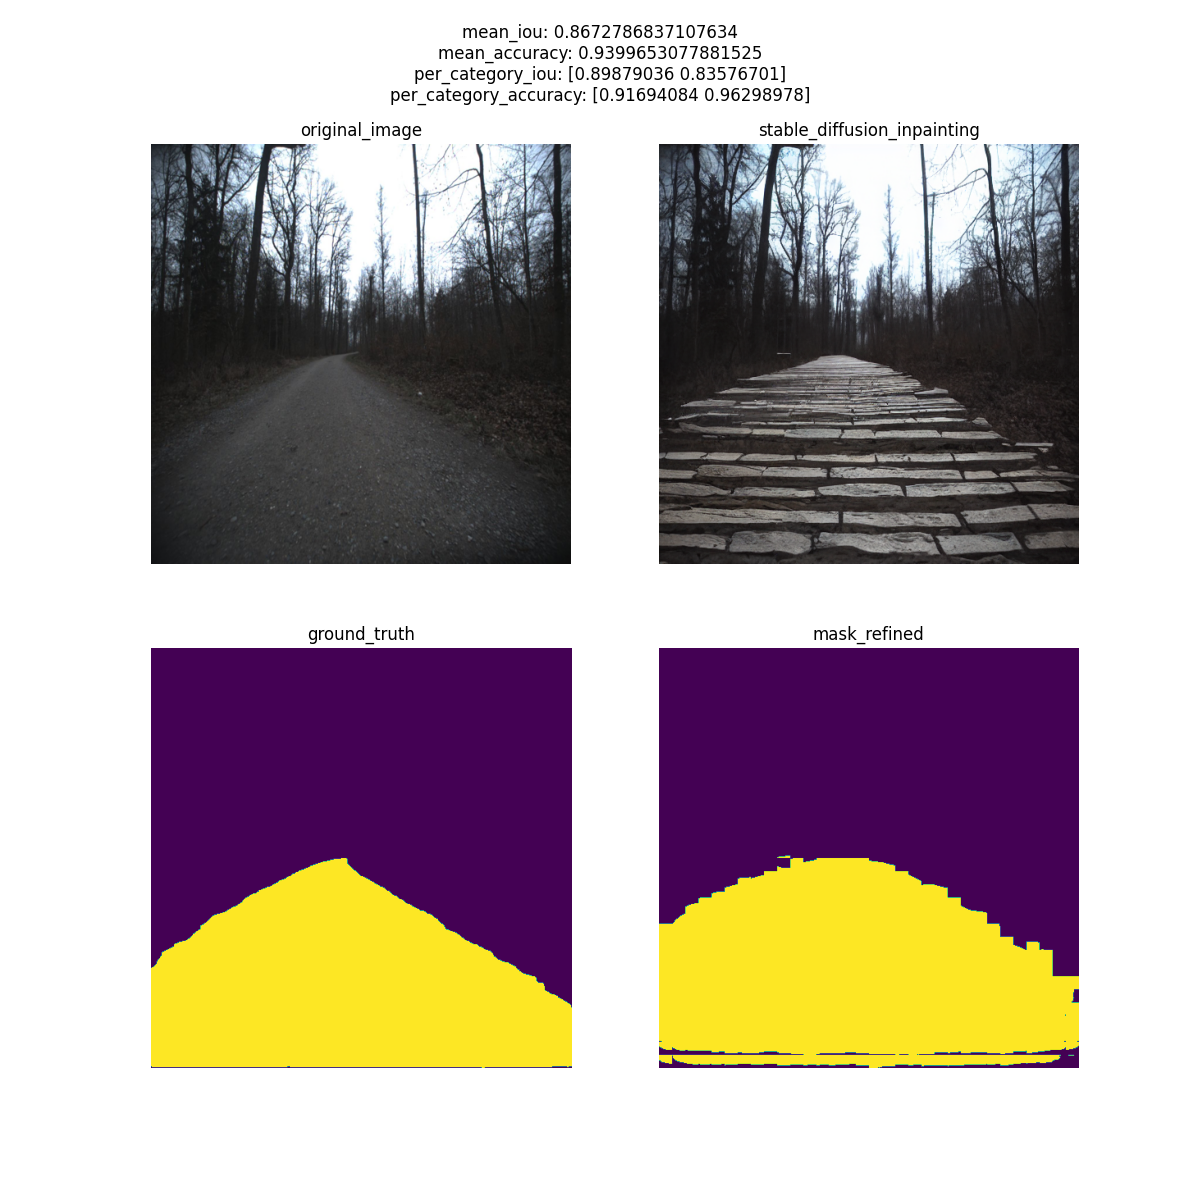 mean_iou: 0.8672786837107634
mean_accuracy: 0.9399653077881525
per_category_iou: [0.89879036 0.83576701]
per_category_accuracy: [0.91694084 0.96298978]
original_image
stable_diffusion_inpainting
ground_truth
mask_refined